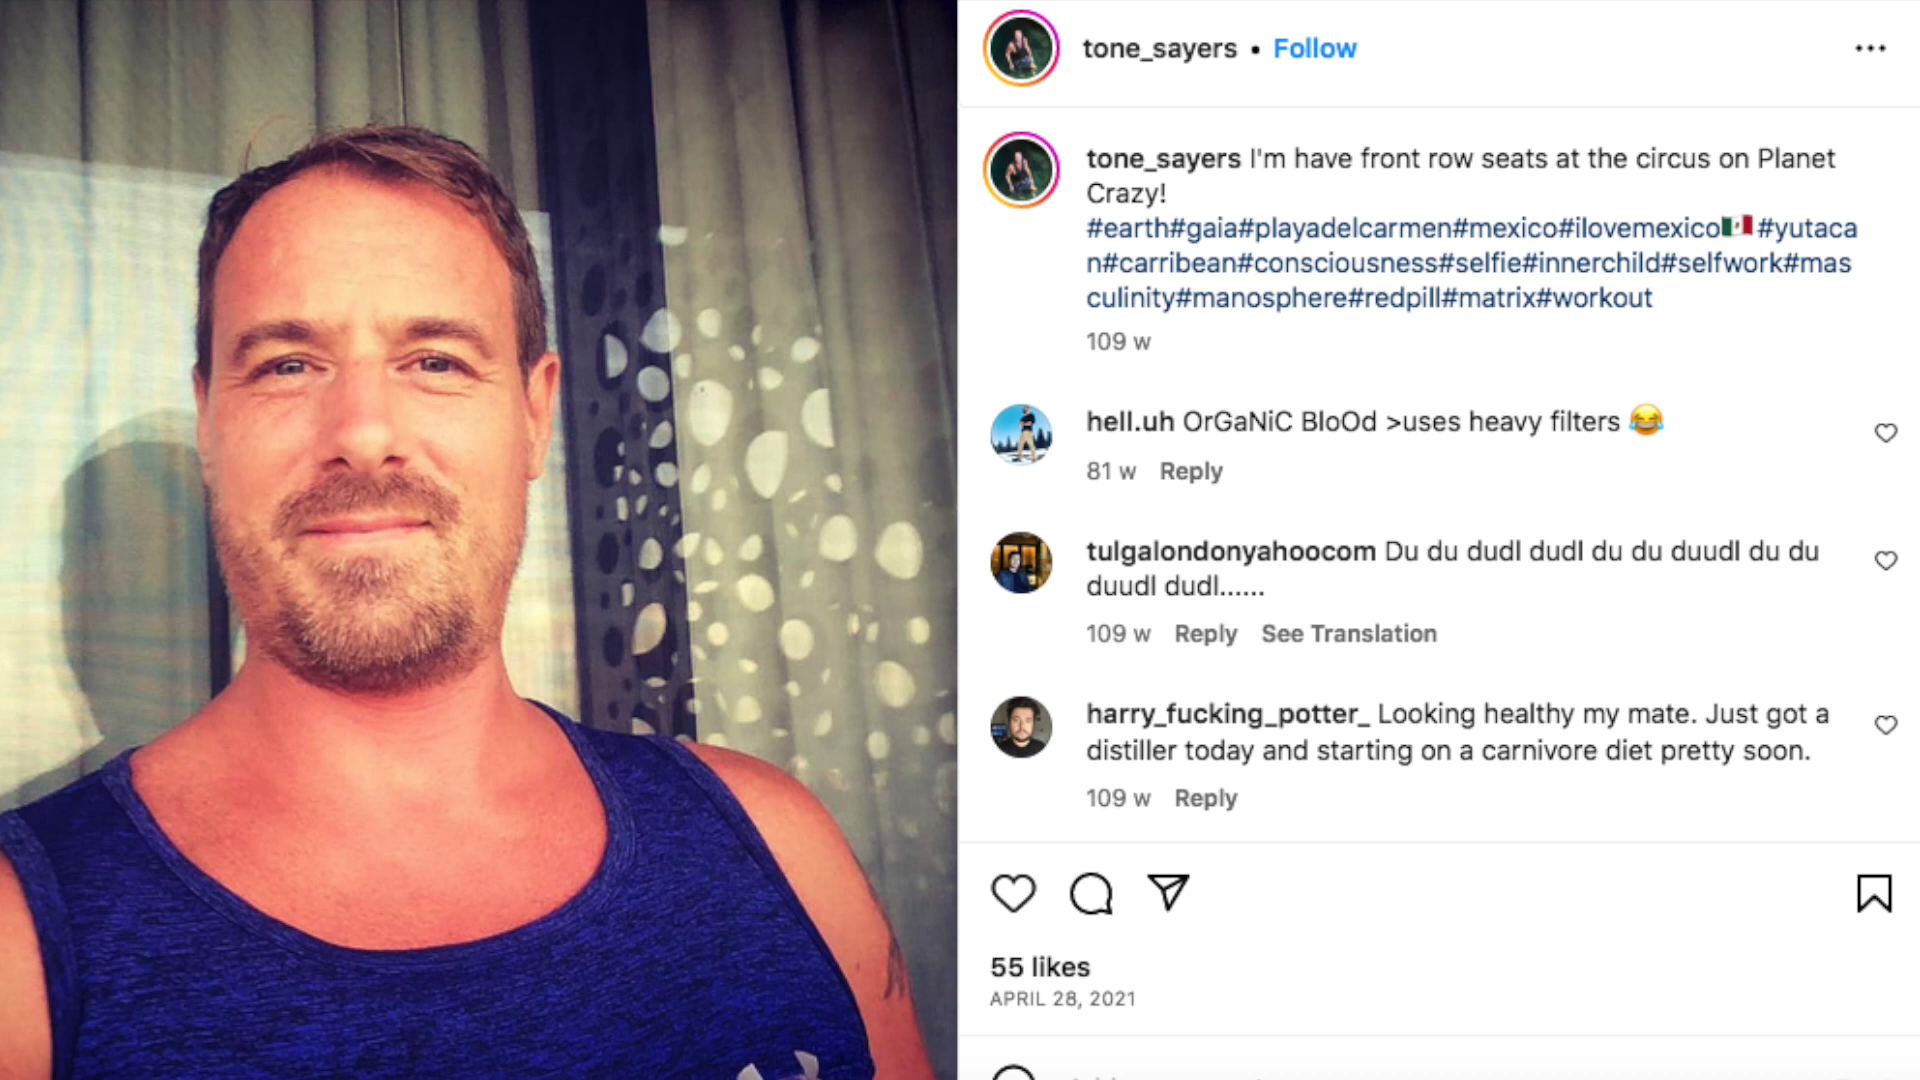 tone_sayers • Follow
tone_sayers I'm have front row seats at the circus on Planet
Crazy!
#earth#gaia#playadelcarmen#mexico#ilovemexico🇲🇽#yutaca
n#carribean#consciousness#selfie#innerchild#selfwork#mas
culinity#manosphere#redpill#matrix#workout
109 w
hell.uh OrGaNiC BloOd >uses heavy filters 😂
81 w Reply
tulgalondonyahoocom Du du dudl dudl du du duudl du du
duudl dudl......
109 w Reply See Translation
harry_fucking_potter_ Looking healthy my mate. Just got a
distiller today and starting on a carnivore diet pretty soon.
109 w Reply
55 likes
APRIL 28, 2021